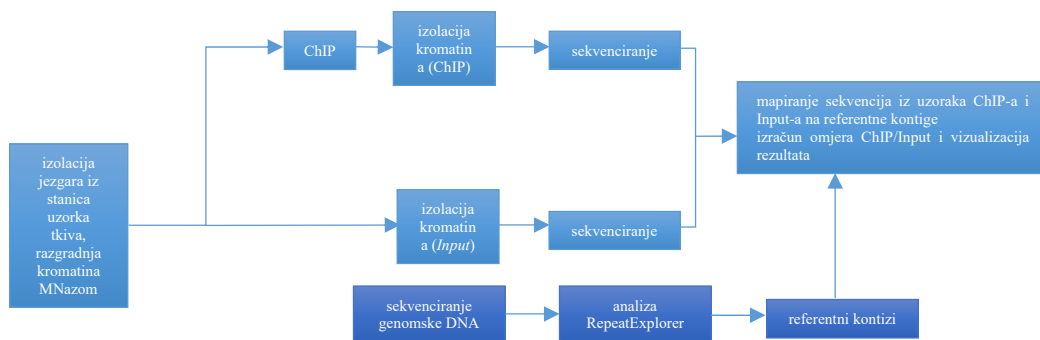 izolacija
jezgara iz
stanica
uzorka
tkiva,
razgradnja
kromatina
MNazom
ChIP
izolacija
kromatin
a (ChIP)
sekvenciranje
izolacija
kromatin
a (Input)
sekvenciranje
mapiranje sekvencija iz uzoraka ChIP-a i
Input-a na referentne kontige
izračun omjera ChIP/Input i vizualizacija
rezultata
sekvenciranje
genomske DNA
analiza
RepeatExplorer
referentni kontizi